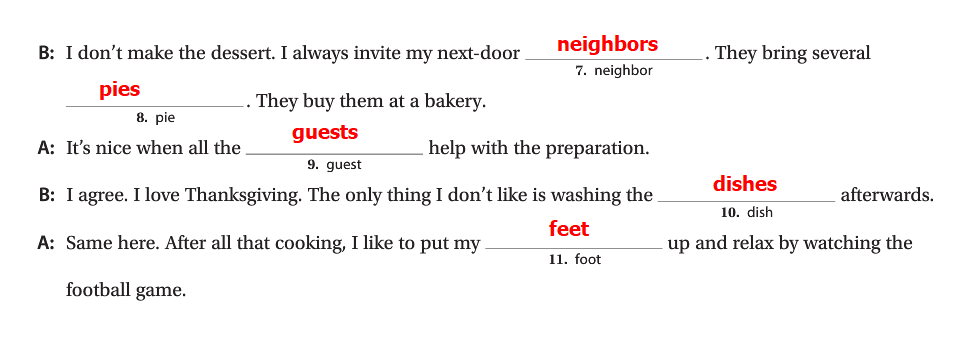 B: I don't make the dessert. I always invite my next-door neighbors . They bring several
7. neighbor
pies . They buy them at a bakery.
8. pie
A: It's nice when all the guests help with the preparation.
9. guest
B: I agree. I love Thanksgiving. The only thing I don't like is washing the dishes afterwards.
10. dish
A: Same here. After all that cooking, I like to put my feet up and relax by watching the
11. foot
football game.